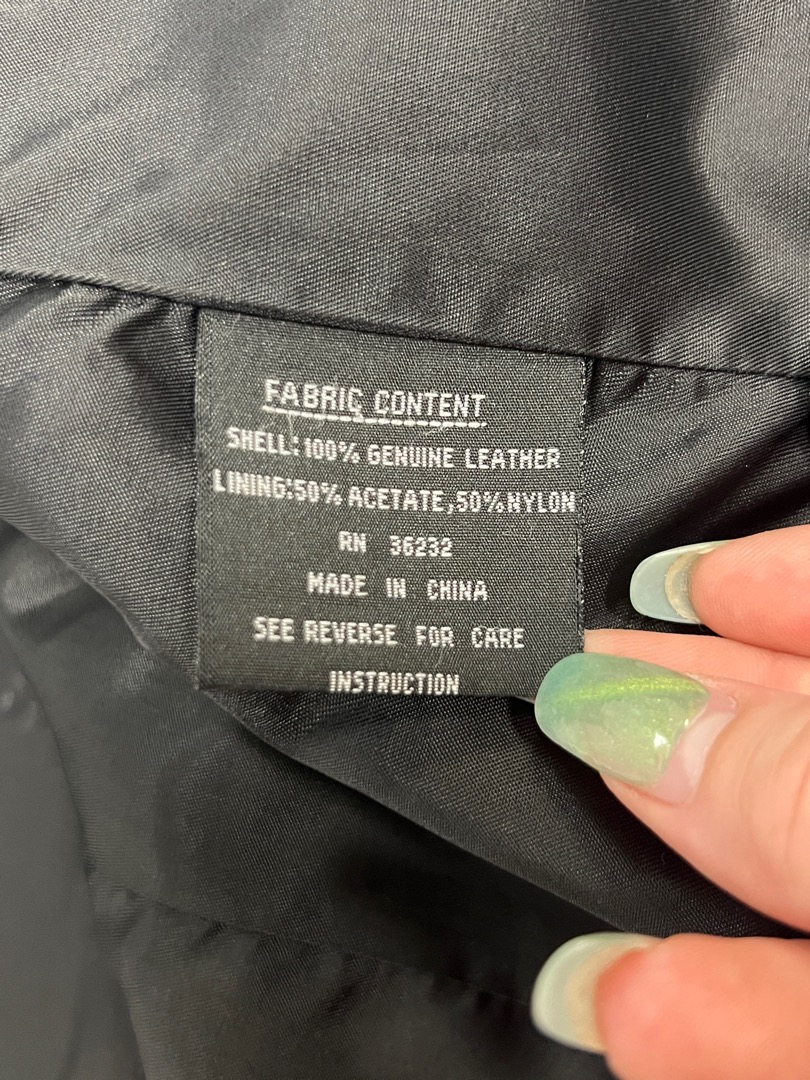 FABRIC CONTENT
SHELL:100% GENUINE LEATHER
LINING:50% ACETATE,50%NYLON
RN 36232
MADE IN CHINA
SEE REVERSE FOR CARE
INSTRUCTION